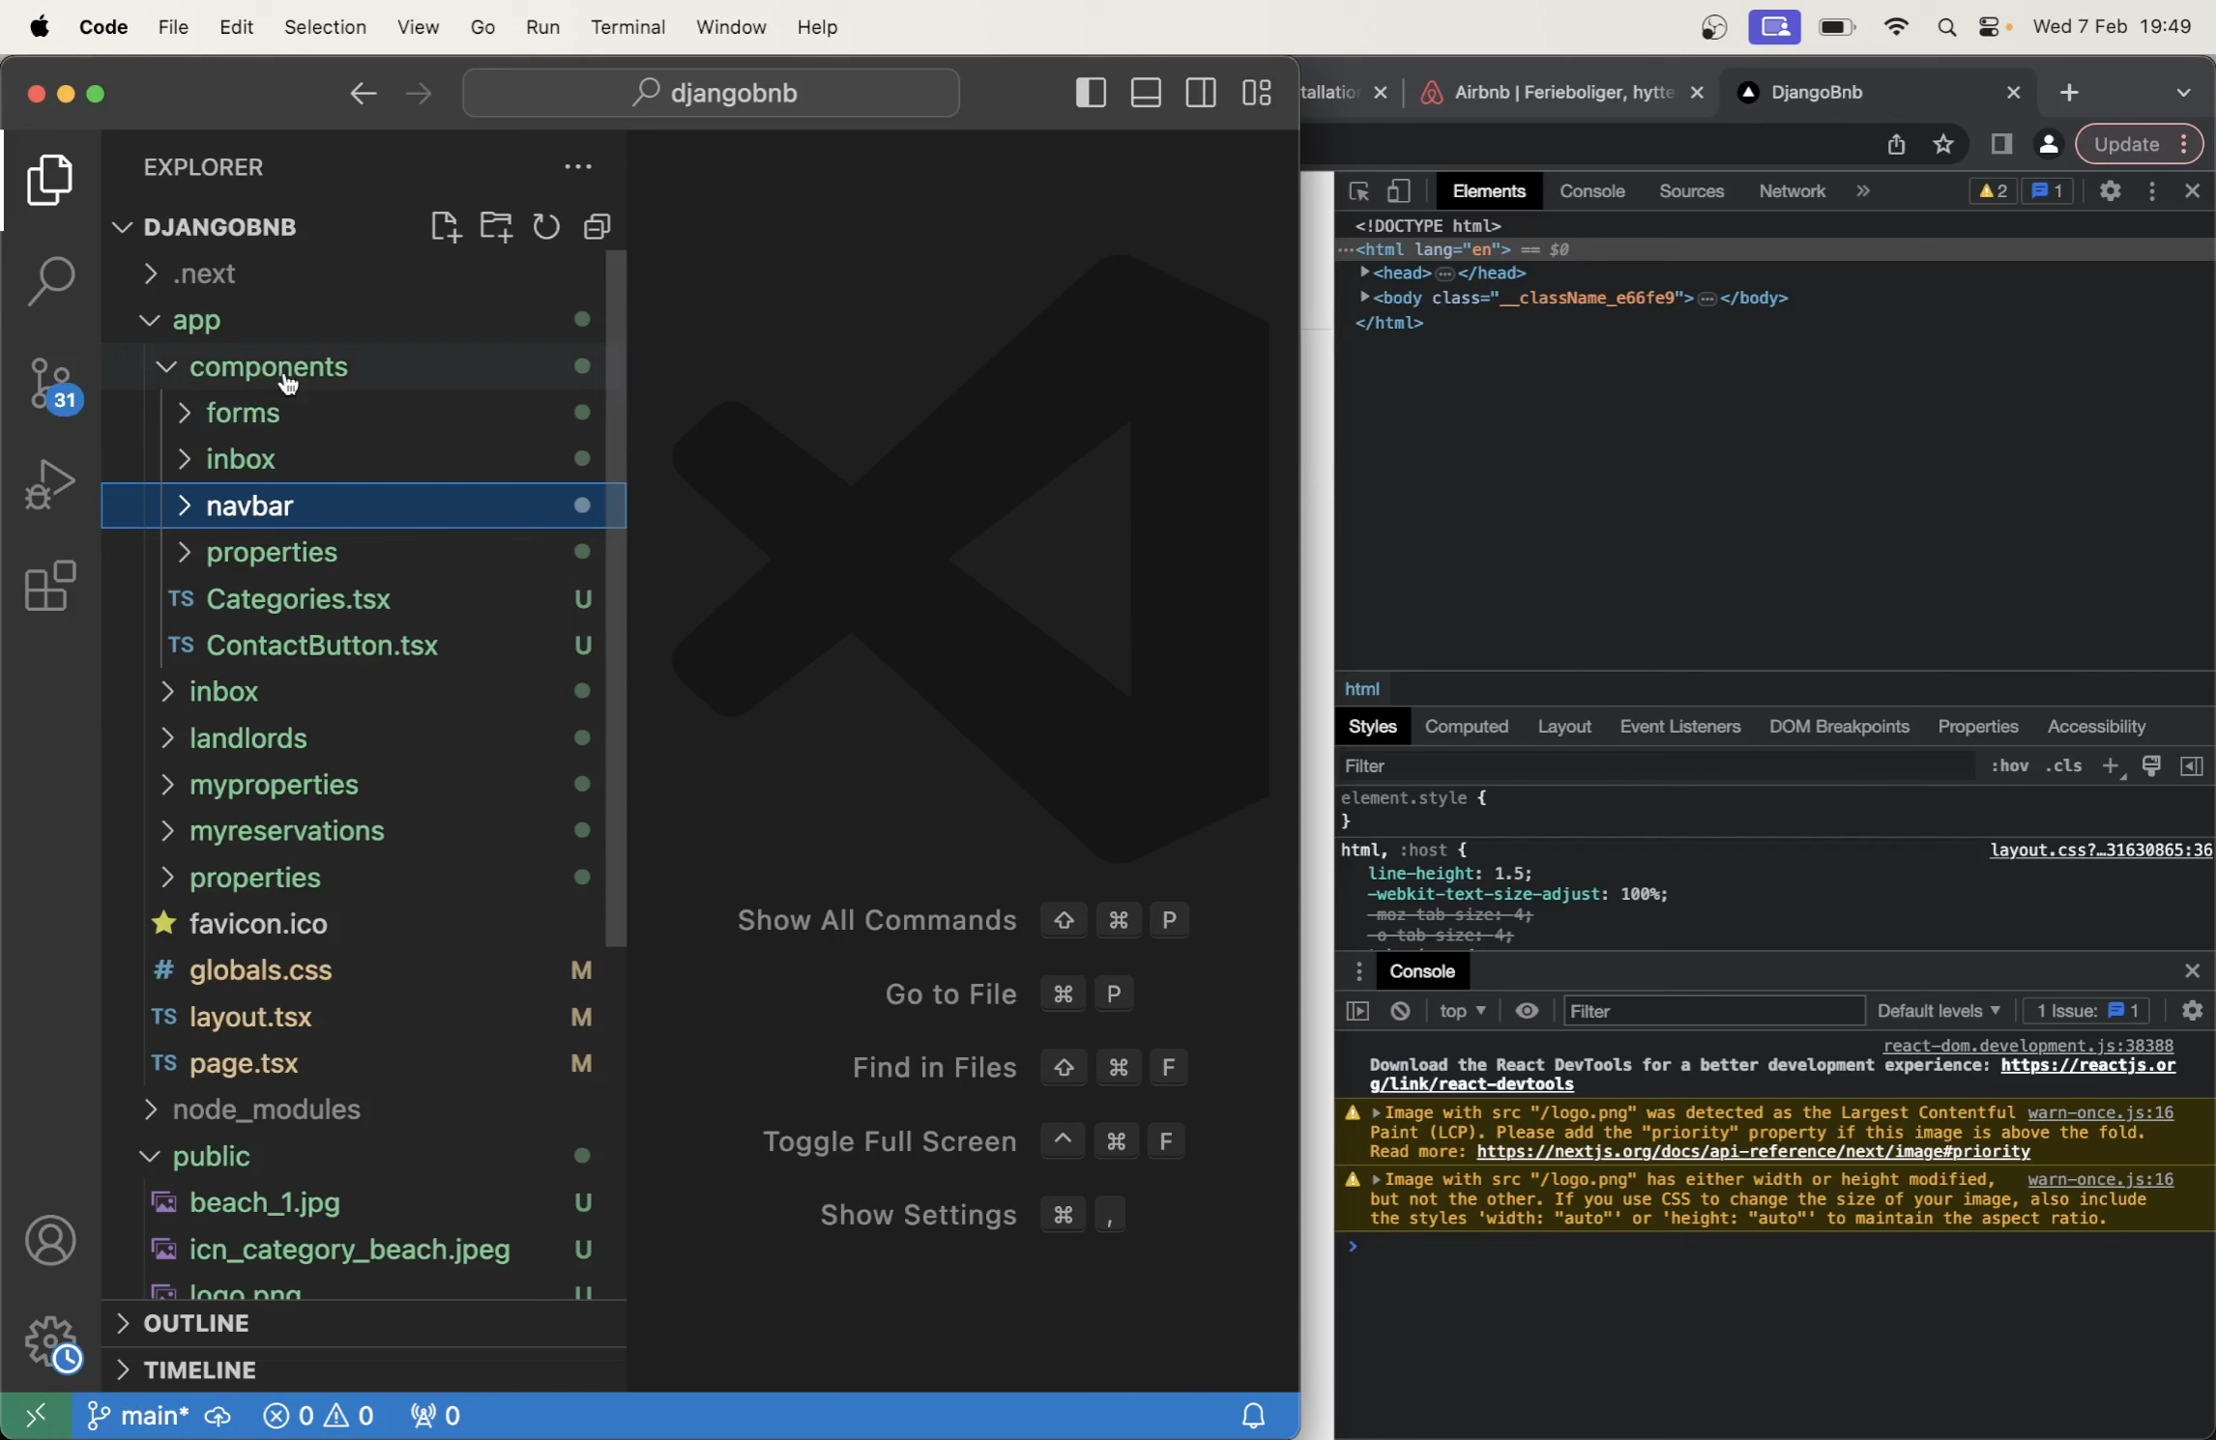 Code File Edit Selection View Go Run Terminal Window Help
Wed 7 Feb 19:49
djangobnb
EXPLORER
DJANGOBNB
.next
app
components
forms
inbox
navbar
properties
TS Categories.tsx U
TS ContactButton.tsx U
inbox
landlords
myproperties
myreservations
properties
favicon.ico
# globals.css M
TS layout.tsx M
TS page.tsx M
node_modules
public
beach_1.jpg U
icn_category_beach.jpeg U
logo.png U
OUTLINE
TIMELINE
31
main* 0 0 0
Show All Commands ⇧ ⌘ P
Go to File ⌘ P
Find in Files ⇧ ⌘ F
Toggle Full Screen ^ ⌘ F
Show Settings ⌘ ,
tallation Airbnb | Ferieboliger, hytte DjangoBnb
Update
Elements Console Sources Network » 2 1
<!DOCTYPE html>
···<html lang="en"> == $0
<head>···</head>
<body class="__className_e66fe9">···</body>
</html>
html
Styles Computed Layout Event Listeners DOM Breakpoints Properties Accessibility
Filter :hov .cls +
element.style {
}
html, :host { layout.css?…31630865:36
line-height: 1.5;
-webkit-text-size-adjust: 100%;
-moz-tab-size: 4;
-o-tab-size: 4;
Console
top ▼ Filter Default levels ▼ 1 Issue: 1
react-dom.development.js:38388
Download the React DevTools for a better development experience: https://reactjs.or
g/link/react-devtools
Image with src "/logo.png" was detected as the Largest Contentful warn-once.js:16
Paint (LCP). Please add the "priority" property if this image is above the fold.
Read more: https://nextjs.org/docs/api-reference/next/image#priority
Image with src "/logo.png" has either width or height modified, warn-once.js:16
but not the other. If you use CSS to change the size of your image, also include
the styles 'width: "auto"' or 'height: "auto"' to maintain the aspect ratio.